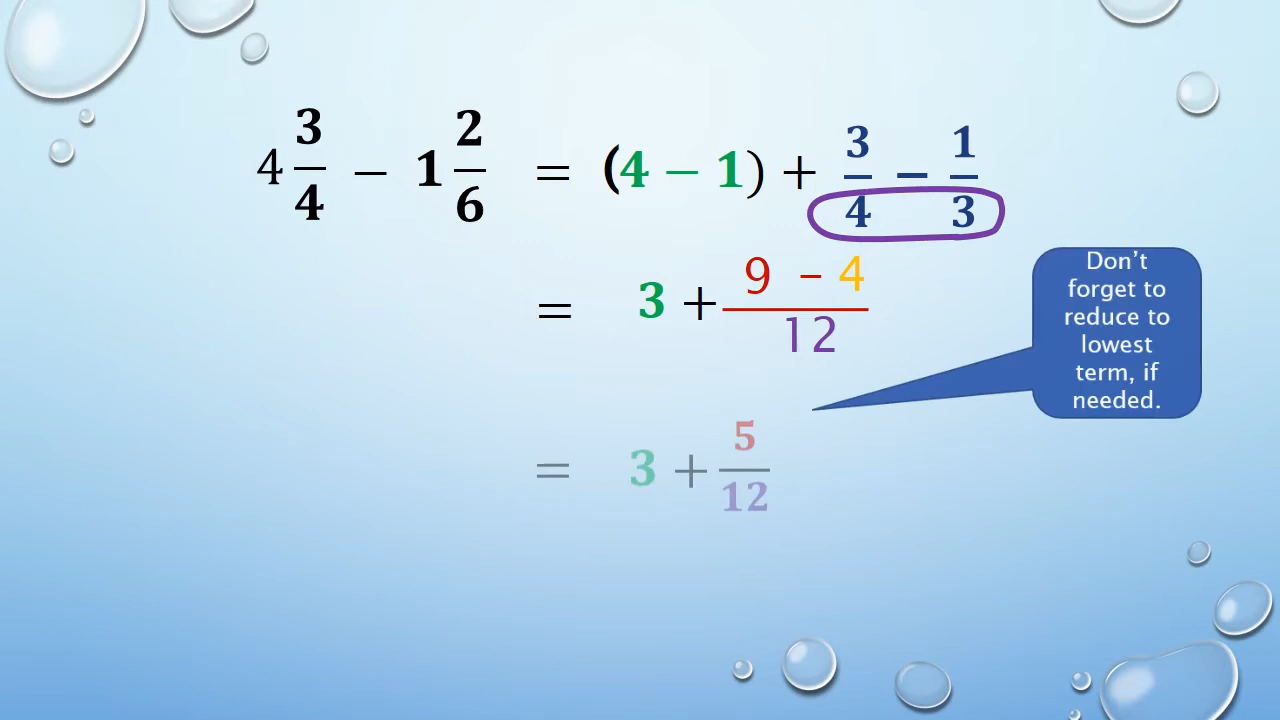 4 3/4 − 1 2/6 = (4 − 1) + 3/4 − 1/3
= 3 + 9 − 4/12
Don't
forget to
reduce to
lowest
term, if
needed.
= 3 + 5/12